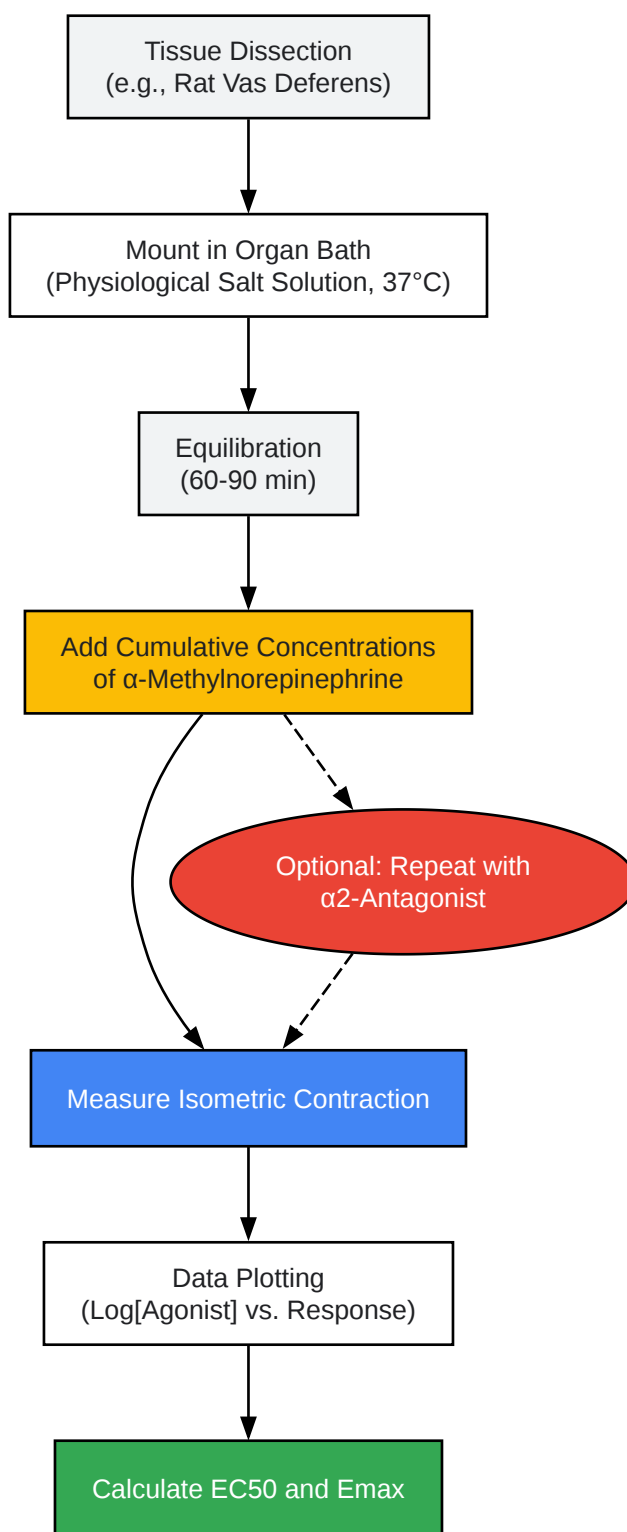 Tissue Dissection
(e.g., Rat Vas Deferens)
Mount in Organ Bath
(Physiological Salt Solution, 37°C)
Equilibration
(60-90 min)
Add Cumulative Concentrations
of α-Methylnorepinephrine
Optional: Repeat with
α2-Antagonist
Measure Isometric Contraction
Data Plotting
(Log[Agonist] vs. Response)
Calculate EC50 and Emax